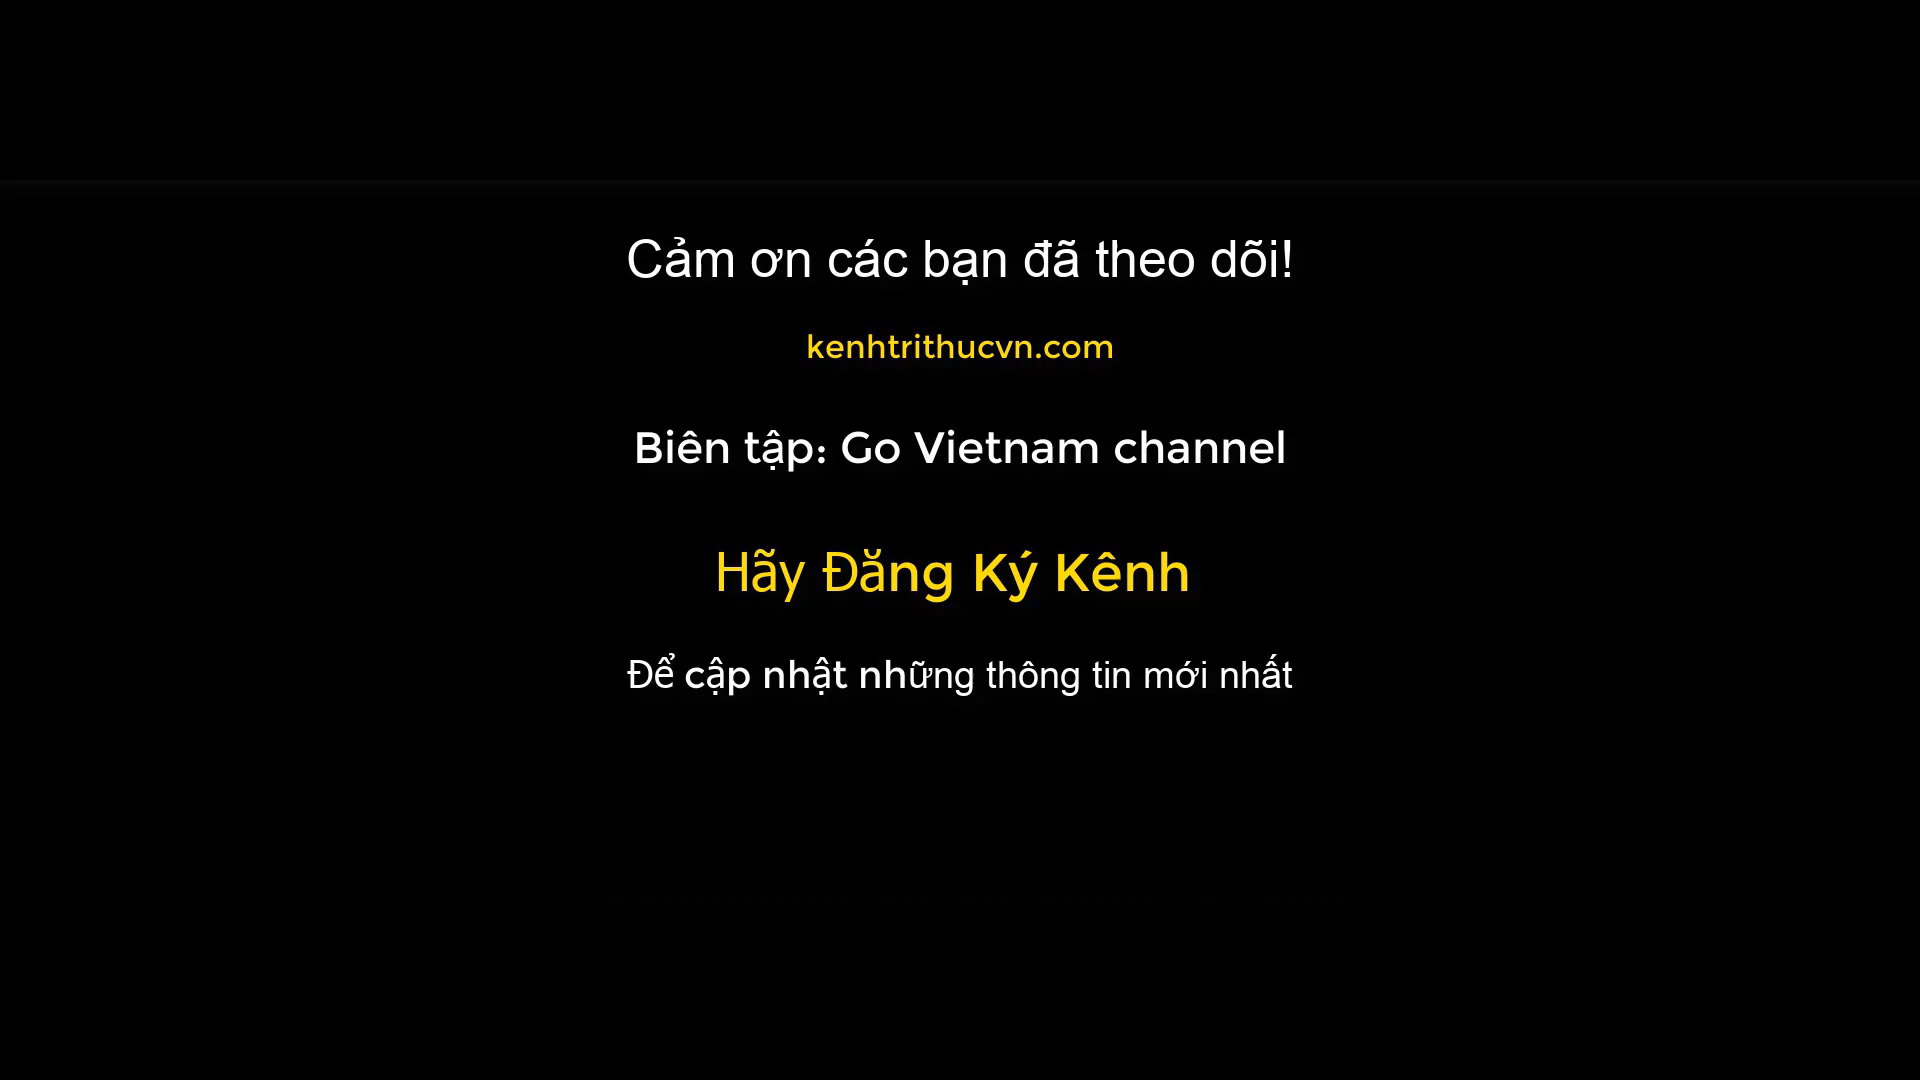 Cảm ơn các bạn đã theo dõi!
kenhtrithucvn.com
Biên tập: Go Vietnam channel
Hãy Đăng Ký Kênh
Để cập nhật những thông tin mới nhất